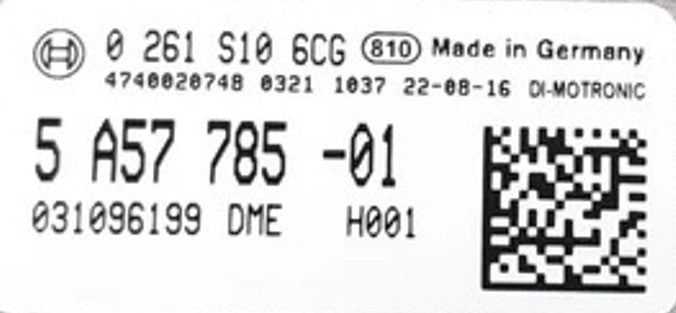 0 261 S10 6CG 810 Made in Germany
4740020748 0321 1037 22-08-16 DI-MOTRONIC
5 A57 785 -01
031096199 DME H001